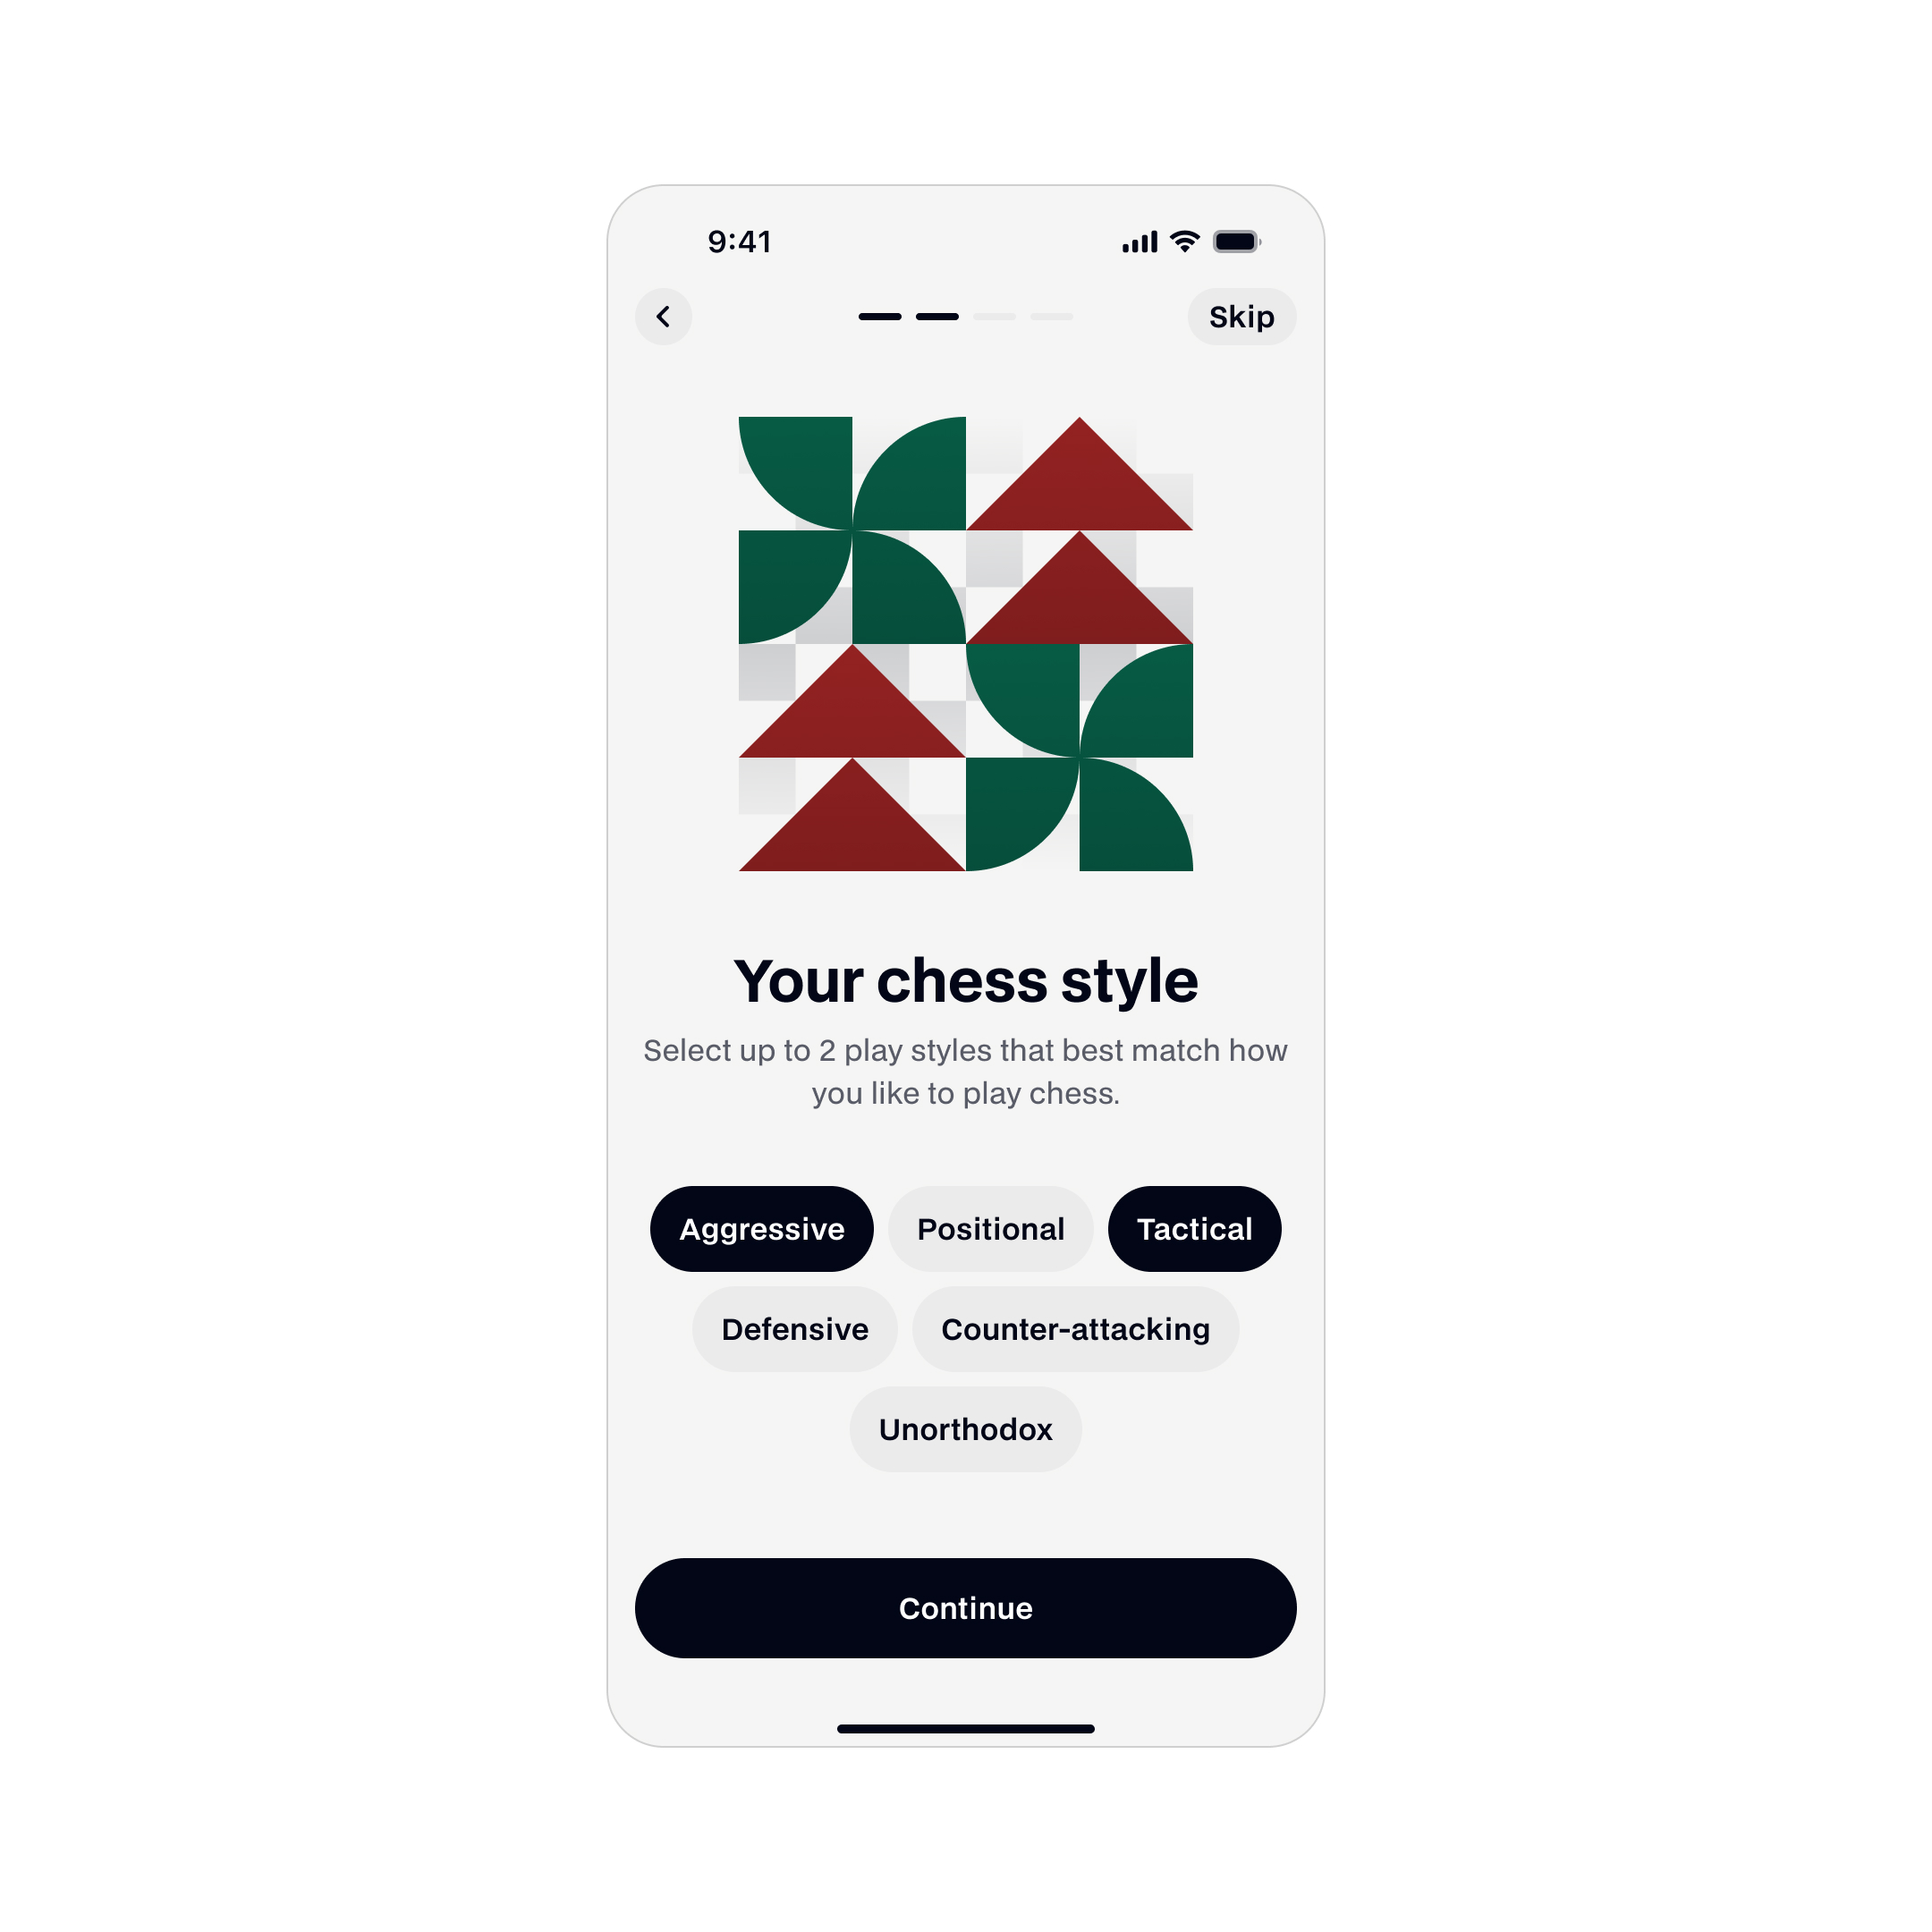 9:41
Skip
Your chess style
Select up to 2 play styles that best match how
you like to play chess.
Aggressive
Positional
Tactical
Defensive
Counter-attacking
Unorthodox
Continue